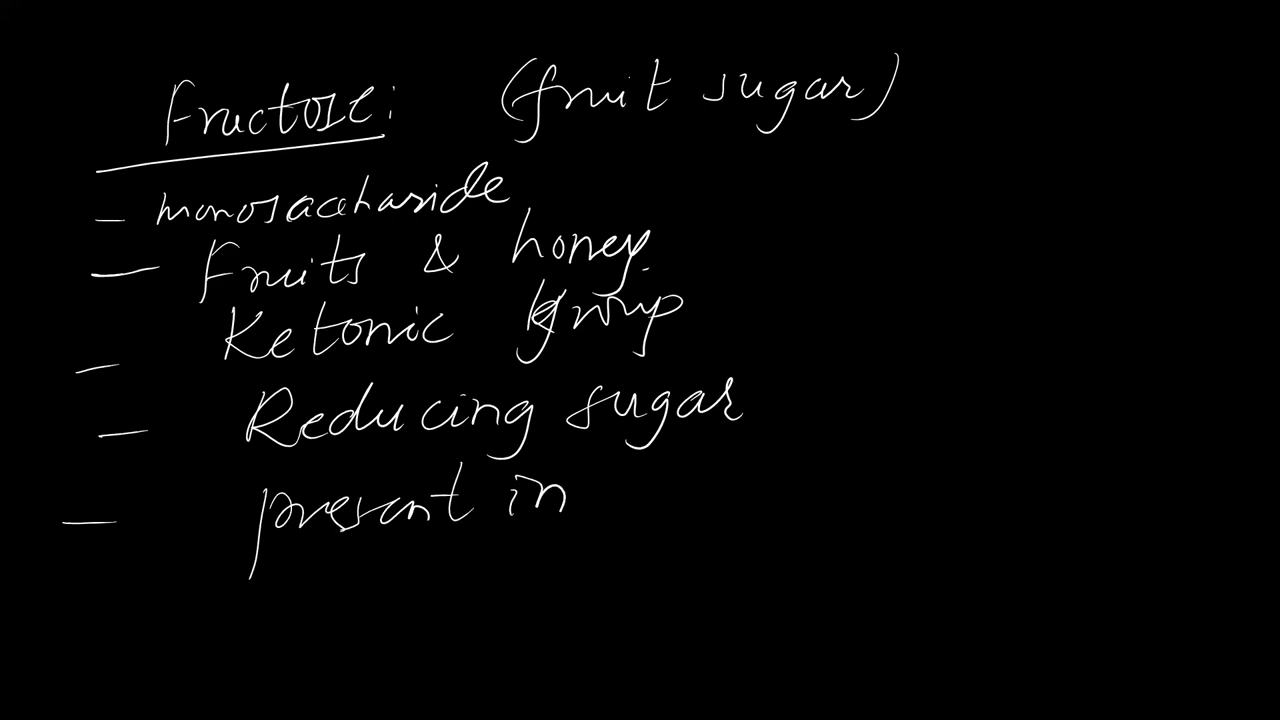 Fructose: (fruit sugar)
- monosaccharide
- Fruits & honey.
- Ketonic group
- Reducing sugar
- present in